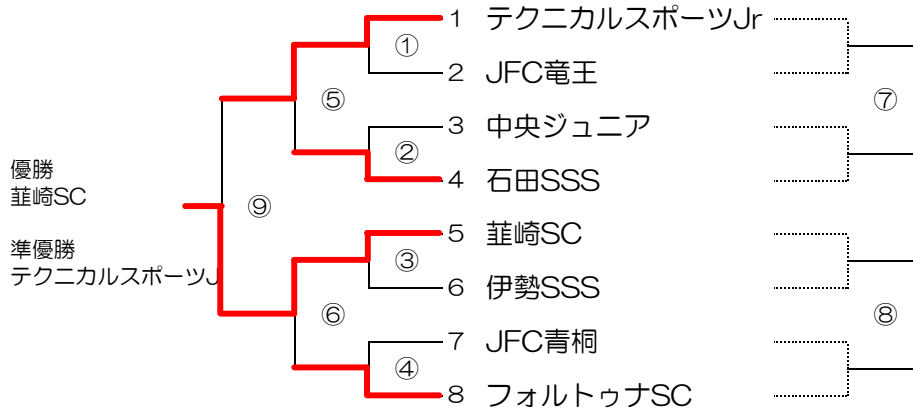 1 テクニカルスポーツJr
①
2 JFC竜王
⑤
⑦
3 中央ジュニア
②
4 石田SSS
優勝
韮崎SC
⑨
5 韮崎SC
準優勝
③
テクニカルスポーツJ
6 伊勢SSS
⑥
⑧
7 JFC青桐
④
8 フォルトゥナSC